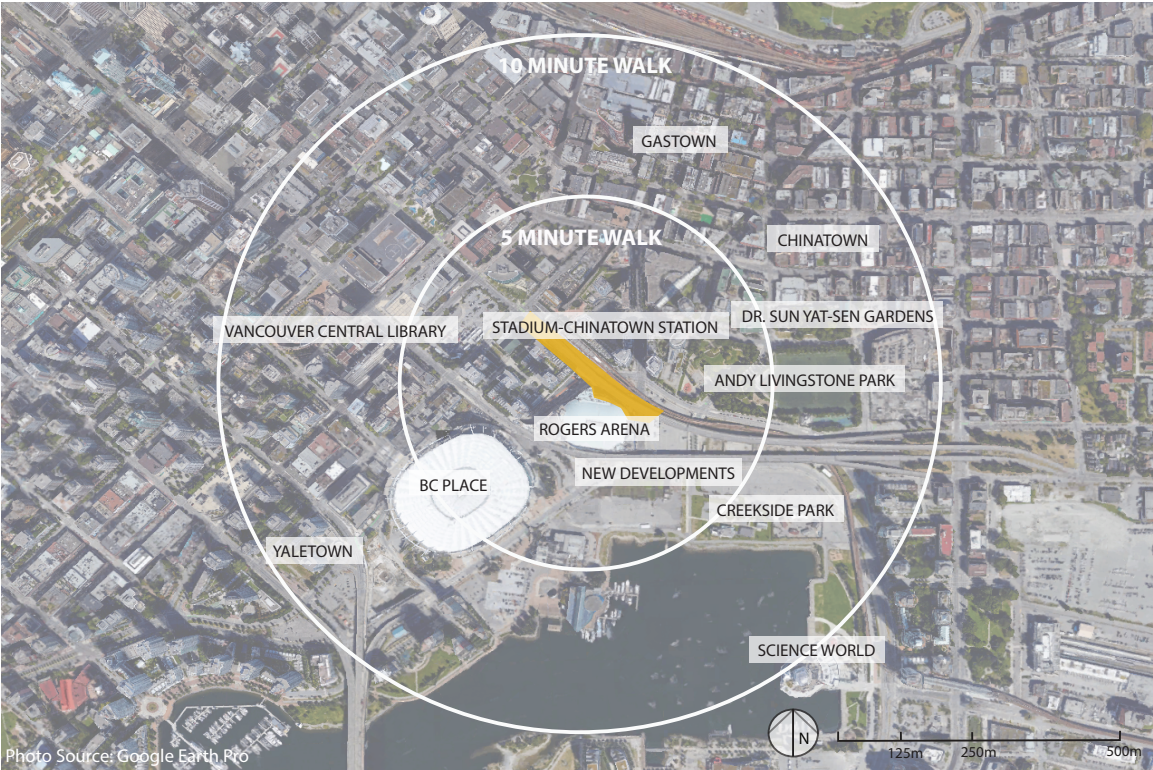 10 MINUTE WALK
GASTOWN
5 MINUTE WALK
CHINATOWN
DR. SUN YAT-SEN GARDENS
STADIUM-CHINATOWN STATION
VANCOUVER CENTRAL LIBRARY
ANDY LIVINGSTONE PARK
ROGERS ARENA
NEW DEVELOPMENTS
BC PLACE
CREEKSIDE PARK
YALETOWN
SCIENCE WORLD
N
125m
250m
500m
Photo Source: Google Earth Pro